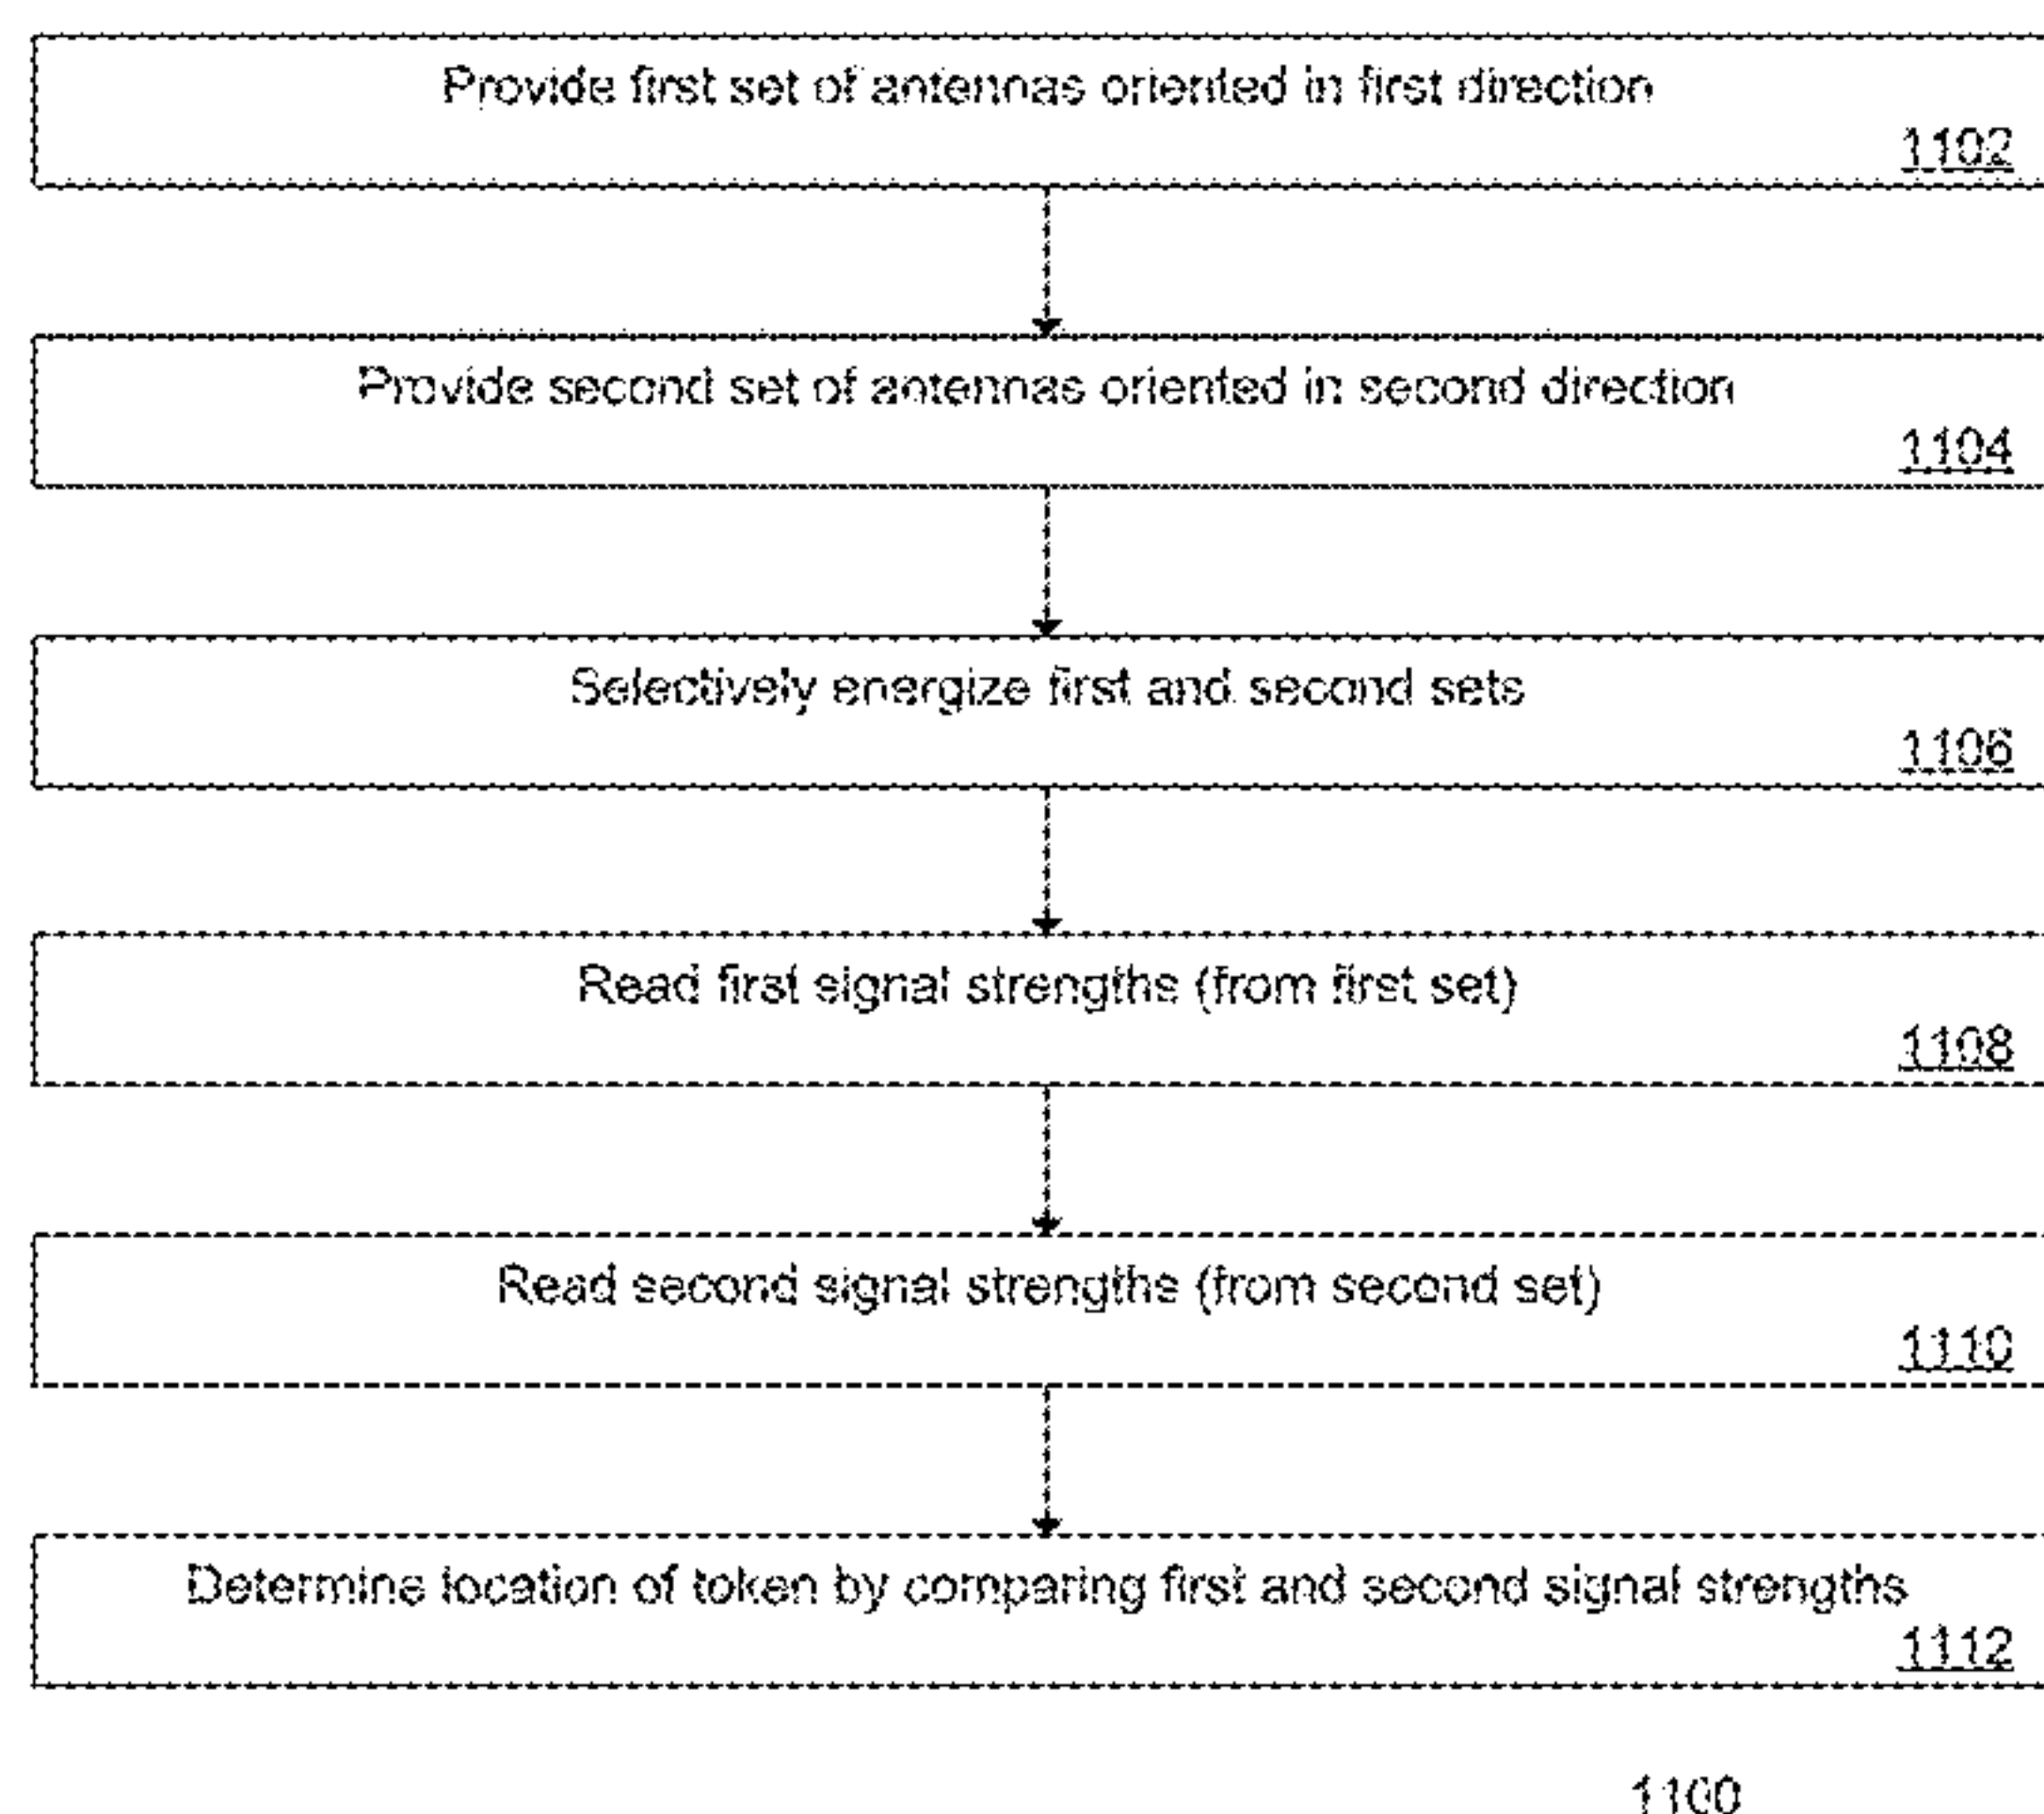 Provide first set of antennas oriented in first direction
1102
Provide second set of antennas oriented in second direction
1104
Selectively energize first and second sets
1106
Read first signal strengths (from first set)
1108
Read second signal strengths (from second set)
1110
Determine location of token by comparing first and second signal strengths
1112
1100